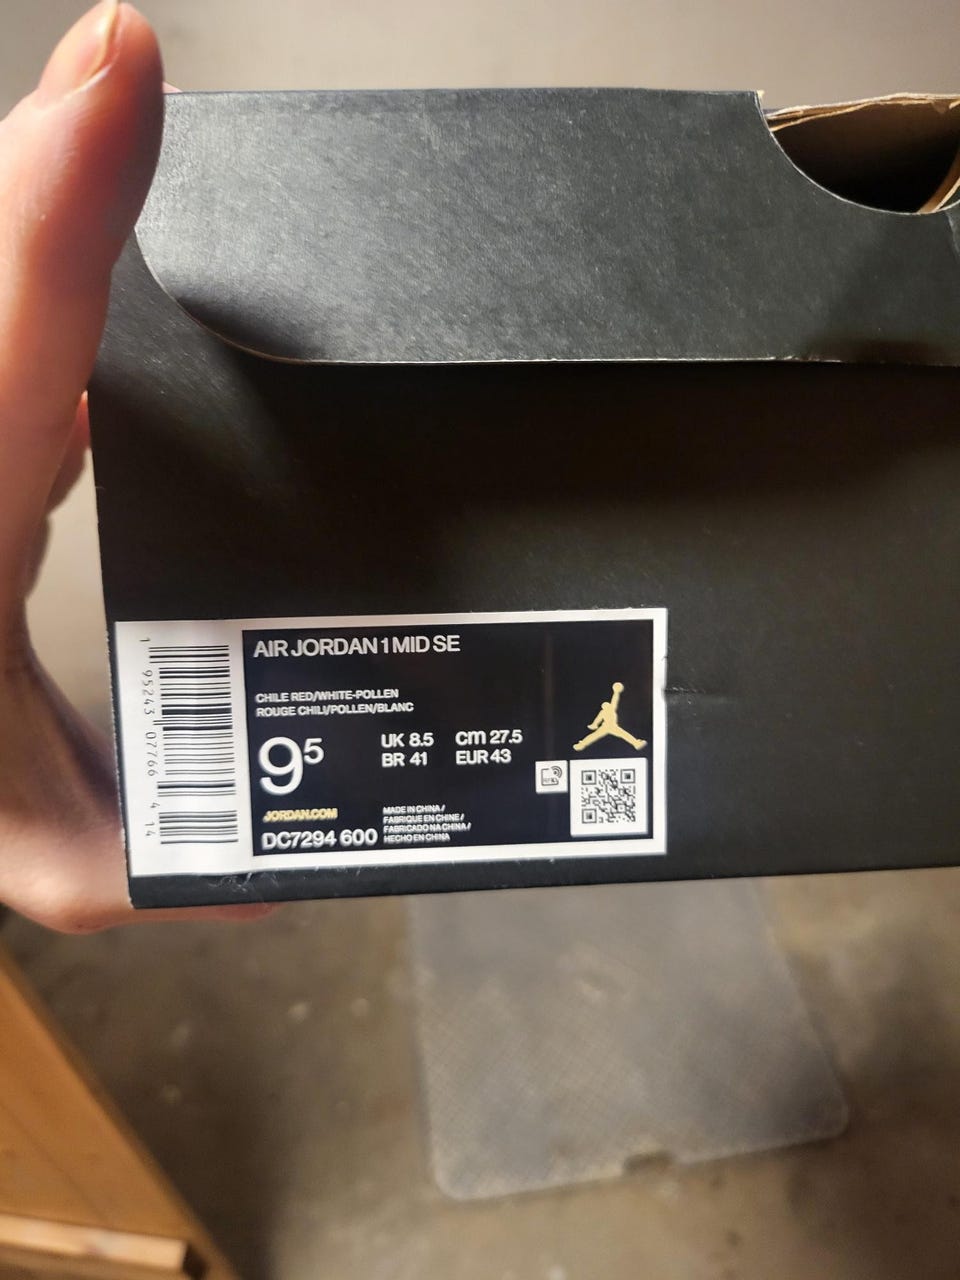 AIR JORDAN 1 MID SE
CHILE RED/WHITE-POLLEN
ROUGE CHILI/POLLEN/BLANC
9⁵
UK 8.5 cm 27.5
BR 41 EUR 43
JORDAN.COM
DC7294 600
MADE IN CHINA /
FABRIQUE EN CHINE /
FABRICADO NA CHINA /
HECHO EN CHINA
1 95243 07766 4 14